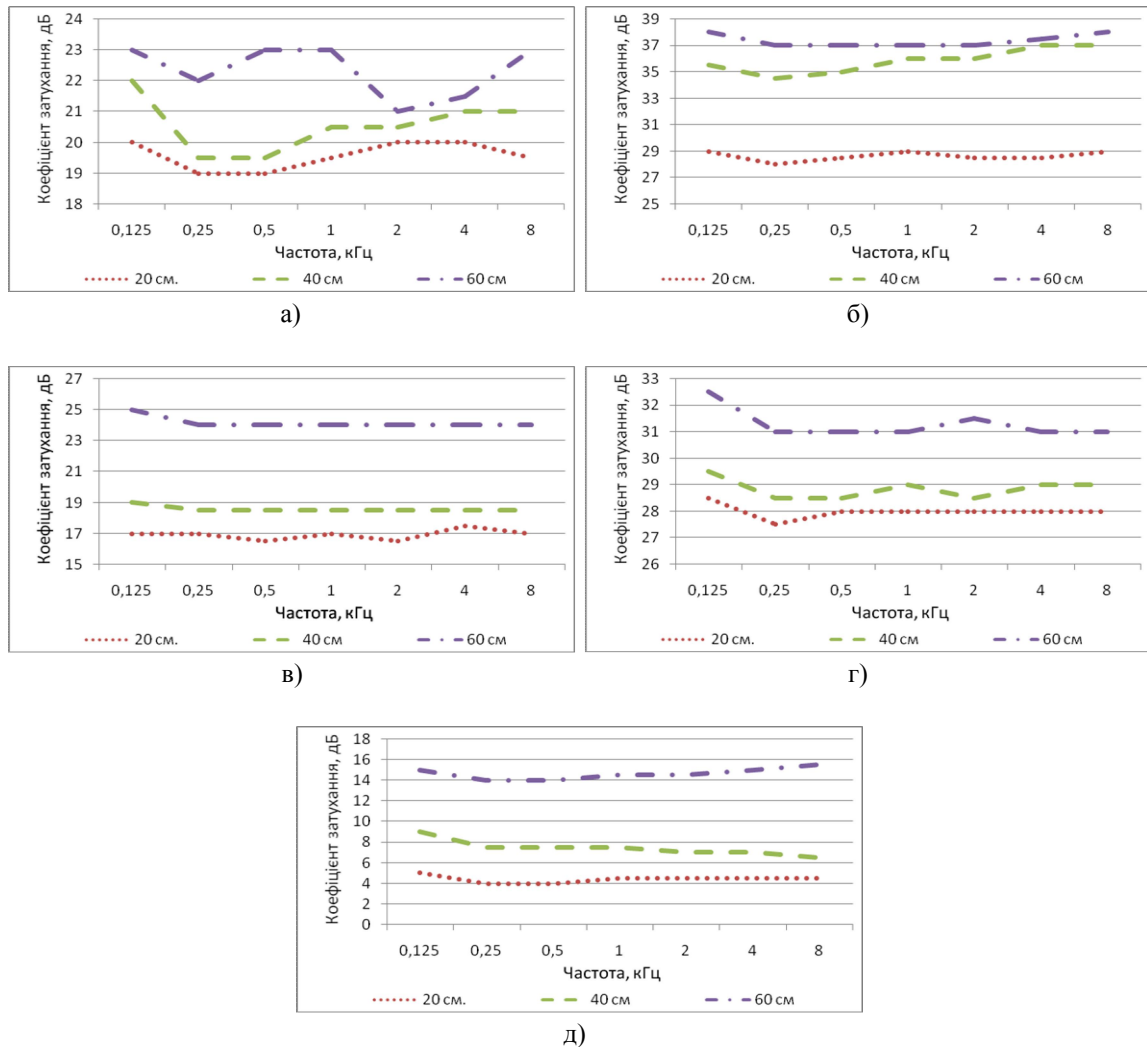 Коефіцієнт затухання, дБ
24
23
22
21
20
19
18
0,125 0,25 0,5 1 2 4 8
Частота, кГц
20 см. 40 см 60 см
а)
Коефіцієнт затухання, дБ
39
37
35
33
31
29
27
25
0,125 0,25 0,5 1 2 4 8
Частота, кГц
20 см. 40 см 60 см
б)
Коефіцієнт затухання, дБ
27
25
23
21
19
17
15
0,125 0,25 0,5 1 2 4 8
Частота, кГц
20 см. 40 см 60 см
в)
Коефіцієнт затухання, дБ
33
32
31
30
29
28
27
26
0,125 0,25 0,5 1 2 4 8
Частота, кГц
20 см. 40 см 60 см
г)
Коефіцієнт затухання, дБ
18
16
14
12
10
8
6
4
2
0
0,125 0,25 0,5 1 2 4 8
Частота, кГц
20 см. 40 см 60 см
д)